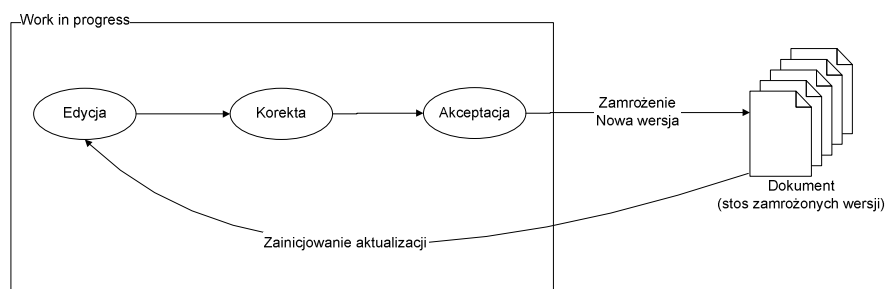 Work in progress
Edycja
Korekta
Akceptacja
Zamrożenie
Nowa wersja
Dokument
(stos zamrożonych wersji)
Zainicjowanie aktualizacji